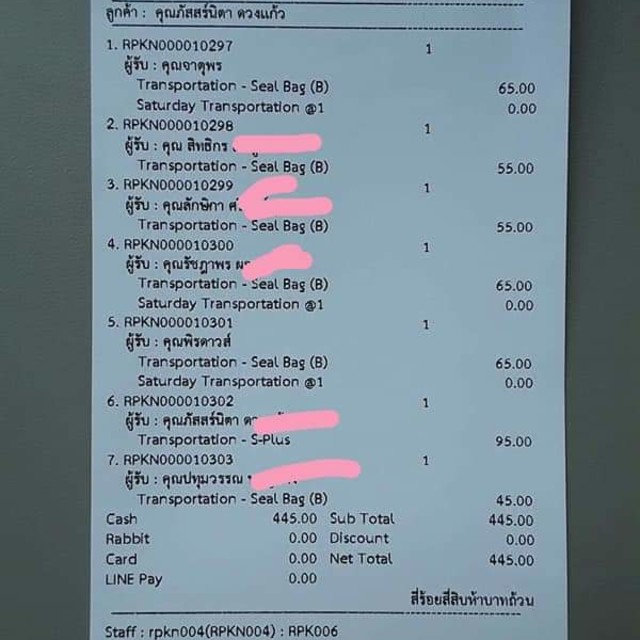 ลูกค้า : คุณภัสสร์นิตา ดวงแก้ว
1. RPKN000010297 1
ผู้รับ : คุณจาตุพร
Transportation - Seal Bag (B) 65.00
Saturday Transportation @1 0.00
2. RPKN000010298 1
ผู้รับ : คุณ สิทธิกร
Transportation - Seal Bag (B) 55.00
3. RPKN000010299 1
ผู้รับ : คุณลักษิกา
Transportation - Seal Bag (B) 55.00
4. RPKN000010300 1
ผู้รับ : คุณรัชฎาพร
Transportation - Seal Bag (B) 65.00
Saturday Transportation @1 0.00
5. RPKN000010301 1
ผู้รับ : คุณพิรดาวส์
Transportation - Seal Bag (B) 65.00
Saturday Transportation @1 0.00
6. RPKN000010302 1
ผู้รับ : คุณภัสสร์นิตา
Transportation - S-Plus 95.00
7. RPKN000010303 1
ผู้รับ : คุณปทุมวรรณ
Transportation - Seal Bag (B) 45.00
Cash 445.00 Sub Total 445.00
Rabbit 0.00 Discount 0.00
Card 0.00 Net Total 445.00
LINE Pay 0.00
สี่ร้อยสี่สิบห้าบาทถ้วน
Staff : rpkn004(RPKN004) : RPK006